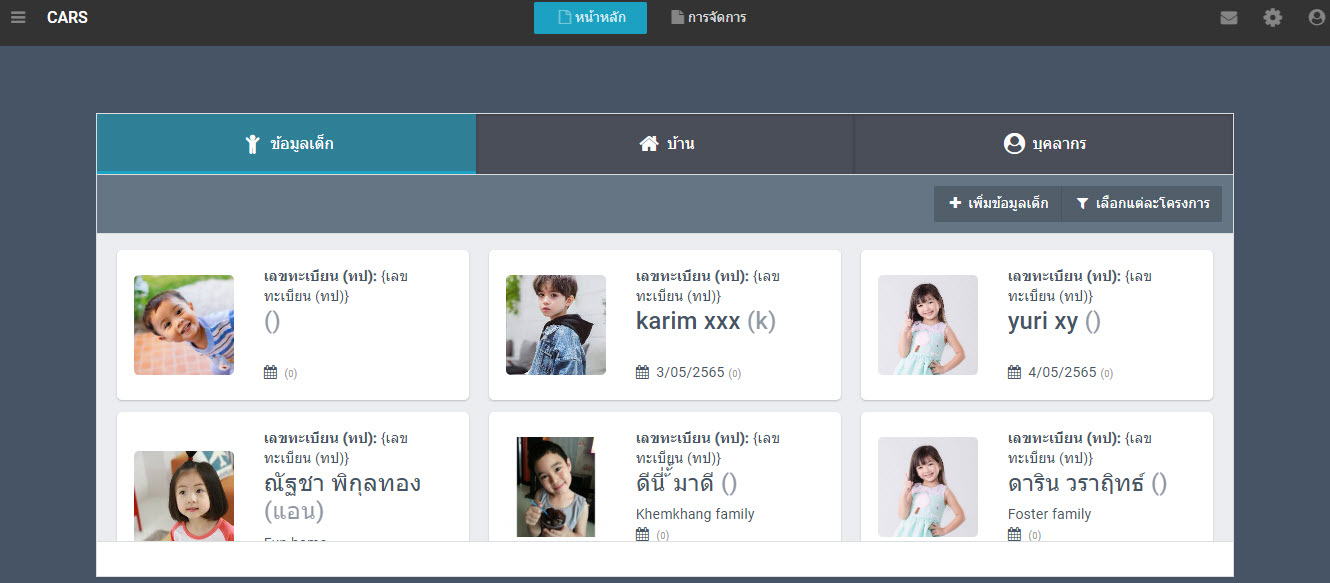 CARS
หน้าหลัก
การจัดการ
ข้อมูลเด็ก
บ้าน
บุคลากร
เพิ่มข้อมูลเด็ก
เลือกแต่ละโครงการ
เลขทะเบียน (ทป): {เลข
ทะเบียน (ทป)}
()
(0)
เลขทะเบียน (ทป): {เลข
ทะเบียน (ทป)}
karim xxx (k)
3/05/2565 (0)
เลขทะเบียน (ทป): {เลข
ทะเบียน (ทป)}
yuri xy ()
4/05/2565 (0)
เลขทะเบียน (ทป): {เลข
ทะเบียน (ทป)}
ณัฐชา พิกุลทอง
(แอน)
เลขทะเบียน (ทป): {เลข
ทะเบียน (ทป)}
ดีนี่ ้มาดี ()
Khemkhang family
(0)
เลขทะเบียน (ทป): {เลข
ทะเบียน (ทป)}
ดาริน วราฤิทธ์ ()
Foster family
(0)